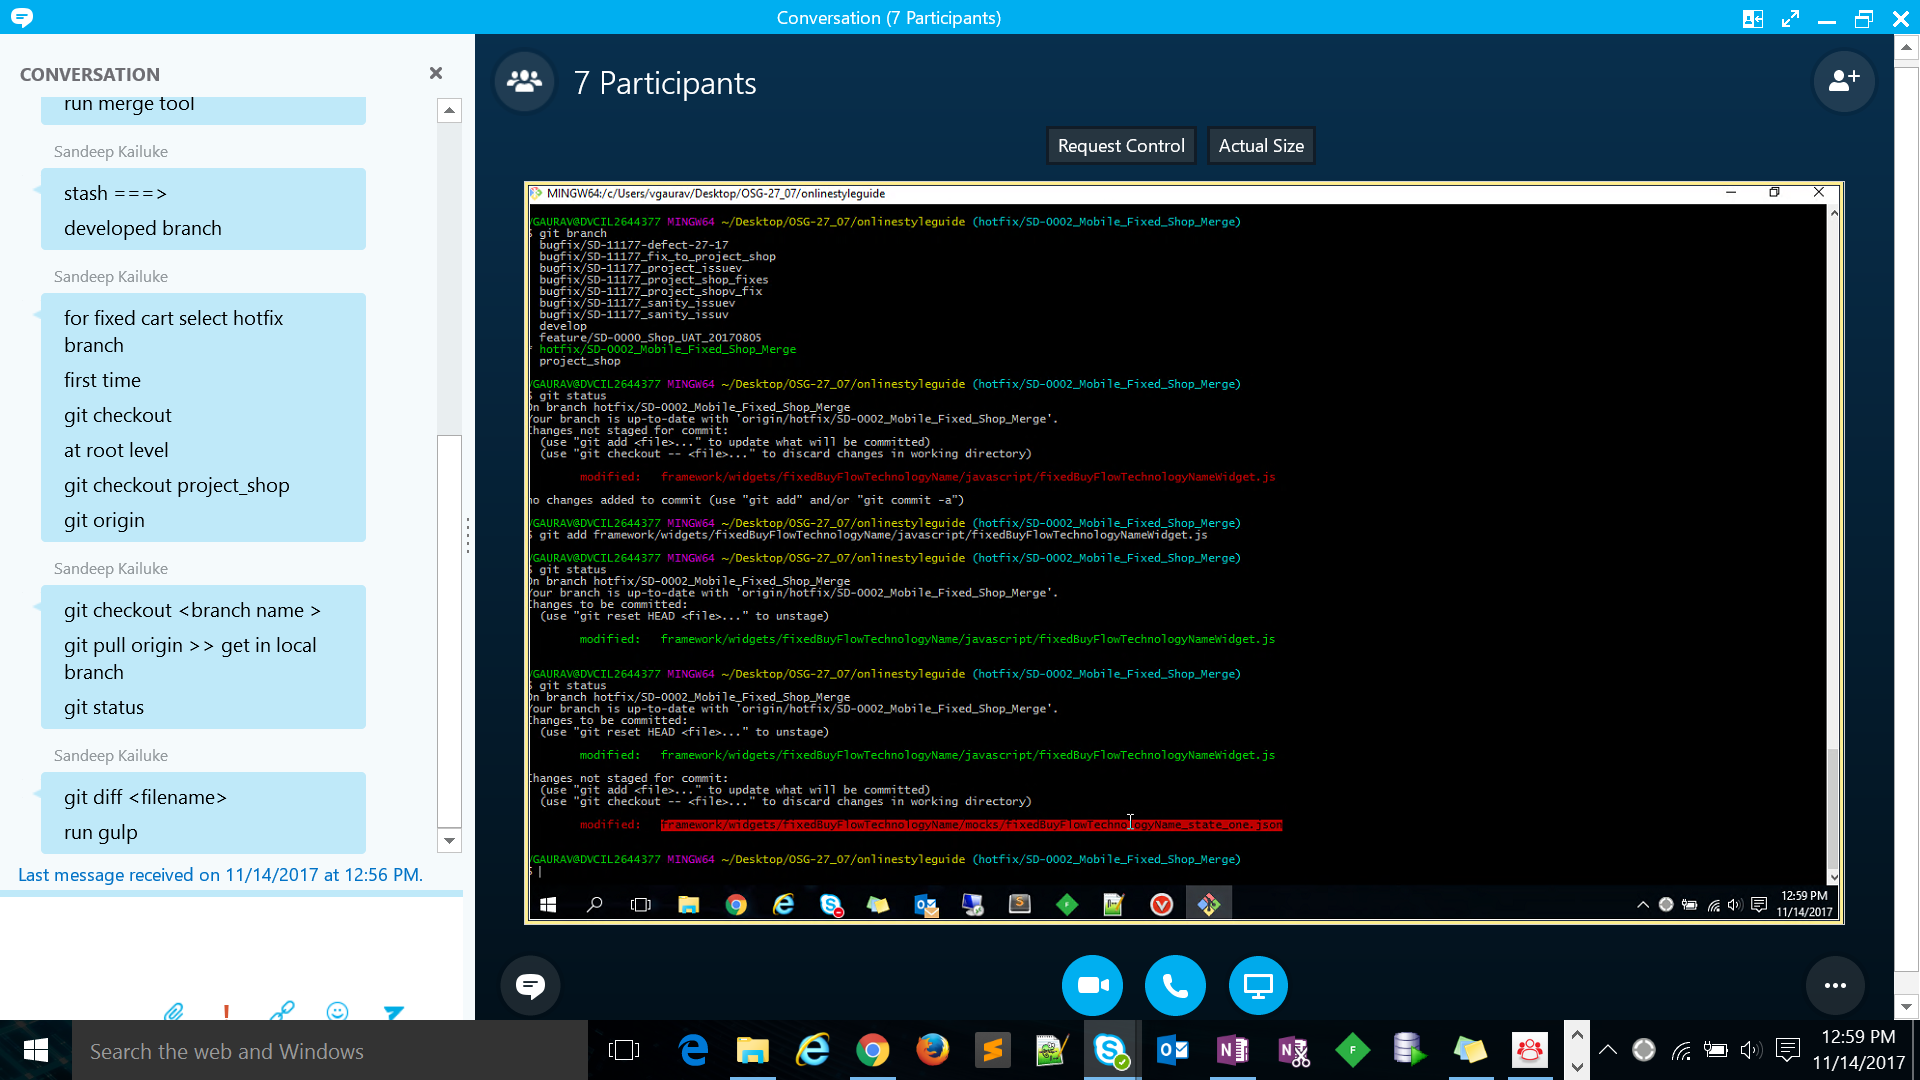 Conversation (7 Participants)
CONVERSATION
run merge tool
Sandeep Kailuke
stash ===>
developed branch
Sandeep Kailuke
for fixed cart select hotfix
branch
first time
git checkout
at root level
git checkout project_shop
git origin
Sandeep Kailuke
git checkout <branch name >
git pull origin >> get in local
branch
git status
Sandeep Kailuke
git diff <filename>
run gulp
Last message received on 11/14/2017 at 12:56 PM.
7 Participants
Request Control
Actual Size
MINGW64:/c/Users/vgaurav/Desktop/OSG-27_07/onlinestyleguide
GAURAV@DVCIL2644377 MINGW64 ~/Desktop/OSG-27_07/onlinestyleguide (hotfix/SD-0002_Mobile_Fixed_Shop_Merge)
$ git branch
bugfix/SD-11177-defect-27-17
bugfix/SD-11177_fix_to_project_shop
bugfix/SD-11177_project_issuev
bugfix/SD-11177_project_shop_fixes
bugfix/SD-11177_project_shopv_fix
bugfix/SD-11177_sanity_issuev
bugfix/SD-11177_sanity_issuv
develop
feature/SD-0000_Shop_UAT_20170805
* hotfix/SD-0002_Mobile_Fixed_Shop_Merge
project_shop
GAURAV@DVCIL2644377 MINGW64 ~/Desktop/OSG-27_07/onlinestyleguide (hotfix/SD-0002_Mobile_Fixed_Shop_Merge)
$ git status
On branch hotfix/SD-0002_Mobile_Fixed_Shop_Merge
Your branch is up-to-date with 'origin/hotfix/SD-0002_Mobile_Fixed_Shop_Merge'.
Changes not staged for commit:
(use "git add <file>..." to update what will be committed)
(use "git checkout -- <file>..." to discard changes in working directory)
modified: framework/widgets/fixedBuyFlowTechnologyName/javascript/fixedBuyFlowTechnologyNameWidget.js
no changes added to commit (use "git add" and/or "git commit -a")
GAURAV@DVCIL2644377 MINGW64 ~/Desktop/OSG-27_07/onlinestyleguide (hotfix/SD-0002_Mobile_Fixed_Shop_Merge)
$ git add framework/widgets/fixedBuyFlowTechnologyName/javascript/fixedBuyFlowTechnologyNameWidget.js
GAURAV@DVCIL2644377 MINGW64 ~/Desktop/OSG-27_07/onlinestyleguide (hotfix/SD-0002_Mobile_Fixed_Shop_Merge)
$ git status
On branch hotfix/SD-0002_Mobile_Fixed_Shop_Merge
Your branch is up-to-date with 'origin/hotfix/SD-0002_Mobile_Fixed_Shop_Merge'.
Changes to be committed:
(use "git reset HEAD <file>..." to unstage)
modified: framework/widgets/fixedBuyFlowTechnologyName/javascript/fixedBuyFlowTechnologyNameWidget.js
GAURAV@DVCIL2644377 MINGW64 ~/Desktop/OSG-27_07/onlinestyleguide (hotfix/SD-0002_Mobile_Fixed_Shop_Merge)
$ git status
On branch hotfix/SD-0002_Mobile_Fixed_Shop_Merge
Your branch is up-to-date with 'origin/hotfix/SD-0002_Mobile_Fixed_Shop_Merge'.
Changes to be committed:
(use "git reset HEAD <file>..." to unstage)
modified: framework/widgets/fixedBuyFlowTechnologyName/javascript/fixedBuyFlowTechnologyNameWidget.js
Changes not staged for commit:
(use "git add <file>..." to update what will be committed)
(use "git checkout -- <file>..." to discard changes in working directory)
modified: framework/widgets/fixedBuyFlowTechnologyName/mocks/fixedBuyFlowTechnologyName_state_one.json
GAURAV@DVCIL2644377 MINGW64 ~/Desktop/OSG-27_07/onlinestyleguide (hotfix/SD-0002_Mobile_Fixed_Shop_Merge)
$
12:59 PM
11/14/2017
Search the web and Windows
12:59 PM
11/14/2017